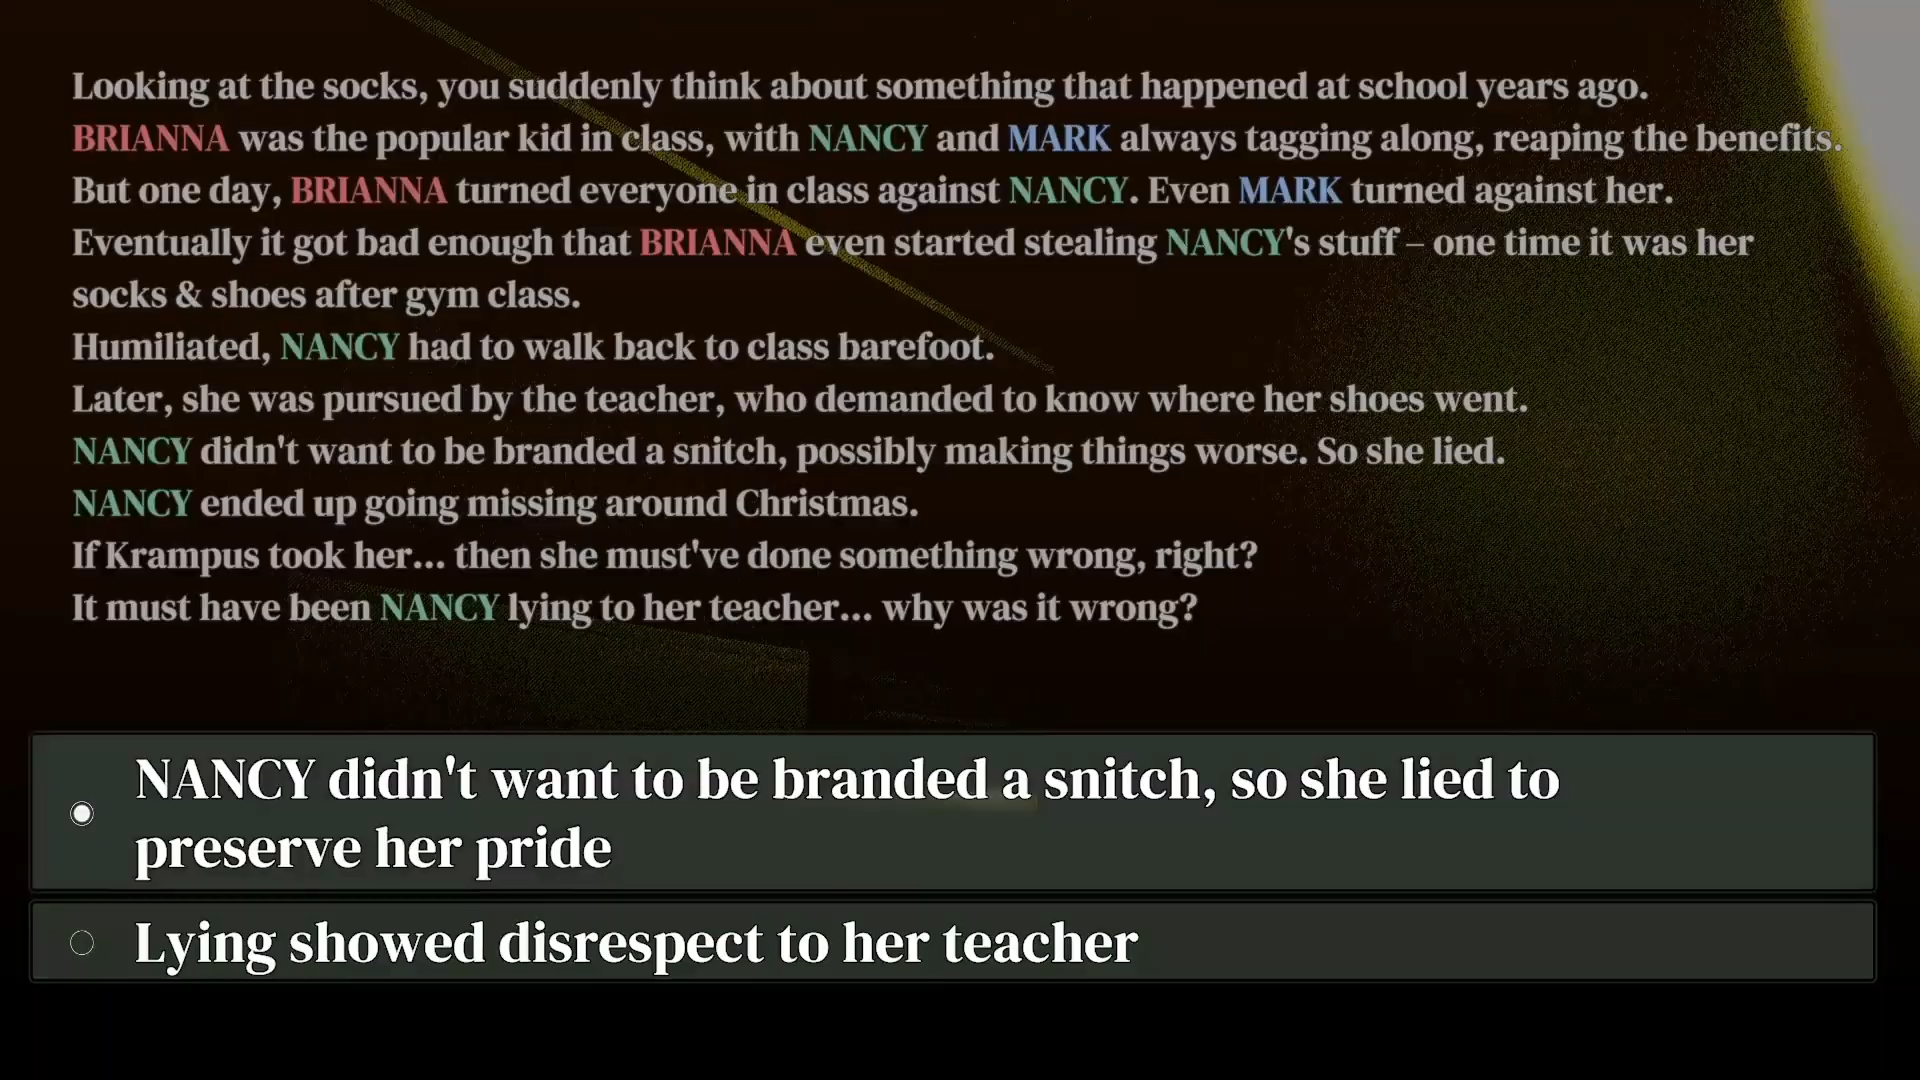 Looking at the socks, you suddenly think about something that happened at school years ago.
BRIANNA was the popular kid in class, with NANCY and MARK always tagging along, reaping the benefits.
But one day, BRIANNA turned everyone in class against NANCY. Even MARK turned against her.
Eventually it got bad enough that BRIANNA even started stealing NANCY's stuff – one time it was her
socks & shoes after gym class.
Humiliated, NANCY had to walk back to class barefoot.
Later, she was pursued by the teacher, who demanded to know where her shoes went.
NANCY didn't want to be branded a snitch, possibly making things worse. So she lied.
NANCY ended up going missing around Christmas.
If Krampus took her... then she must've done something wrong, right?
It must have been NANCY lying to her teacher... why was it wrong?
NANCY didn't want to be branded a snitch, so she lied to
preserve her pride
Lying showed disrespect to her teacher